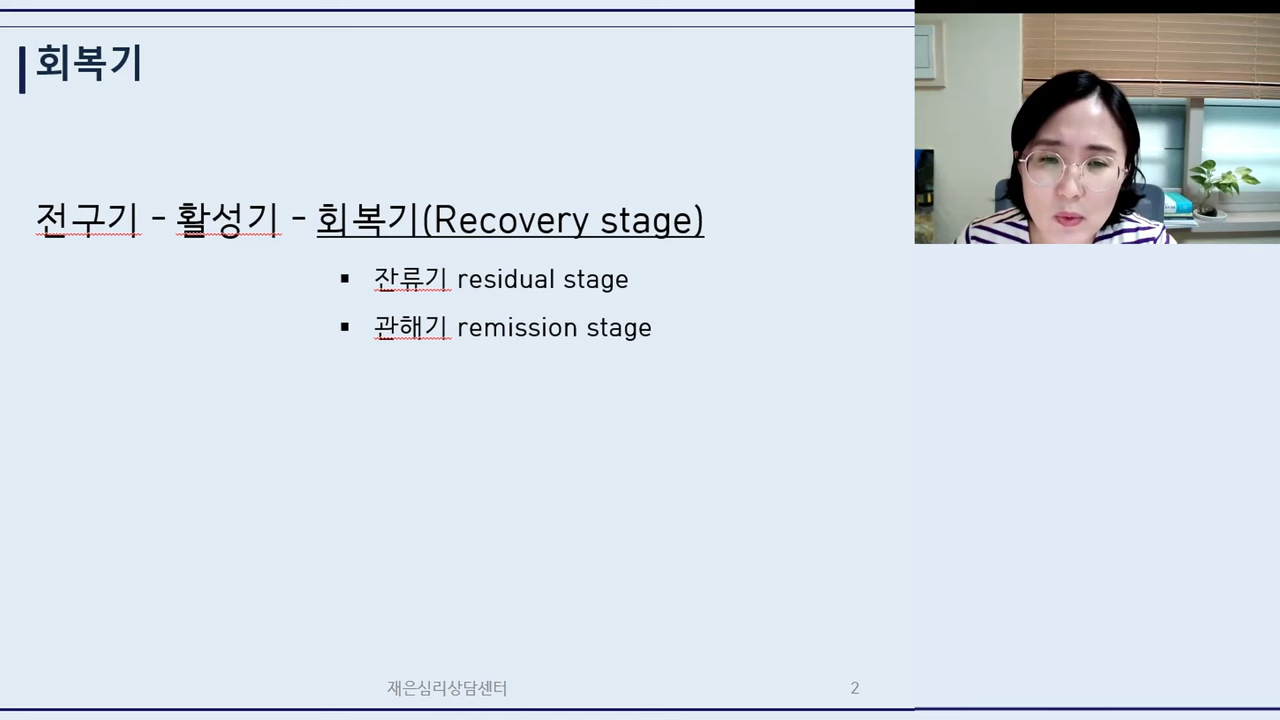 회복기
전구기 - 활성기 - 회복기(Recovery stage)
▪ 잔류기 residual stage
▪ 관해기 remission stage
재은심리상담센터
2